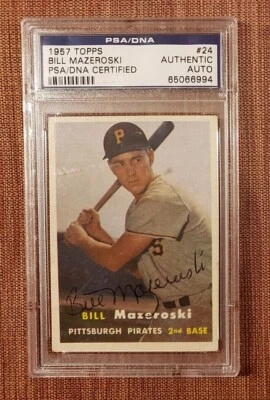 PSA/DNA
1957 TOPPS #24
BILL MAZEROSKI AUTHENTIC
PSA/DNA CERTIFIED AUTO
65066994
P
5
Bill Mazeroski
BILL Mazeroski
PITTSBURGH PIRATES 2nd BASE